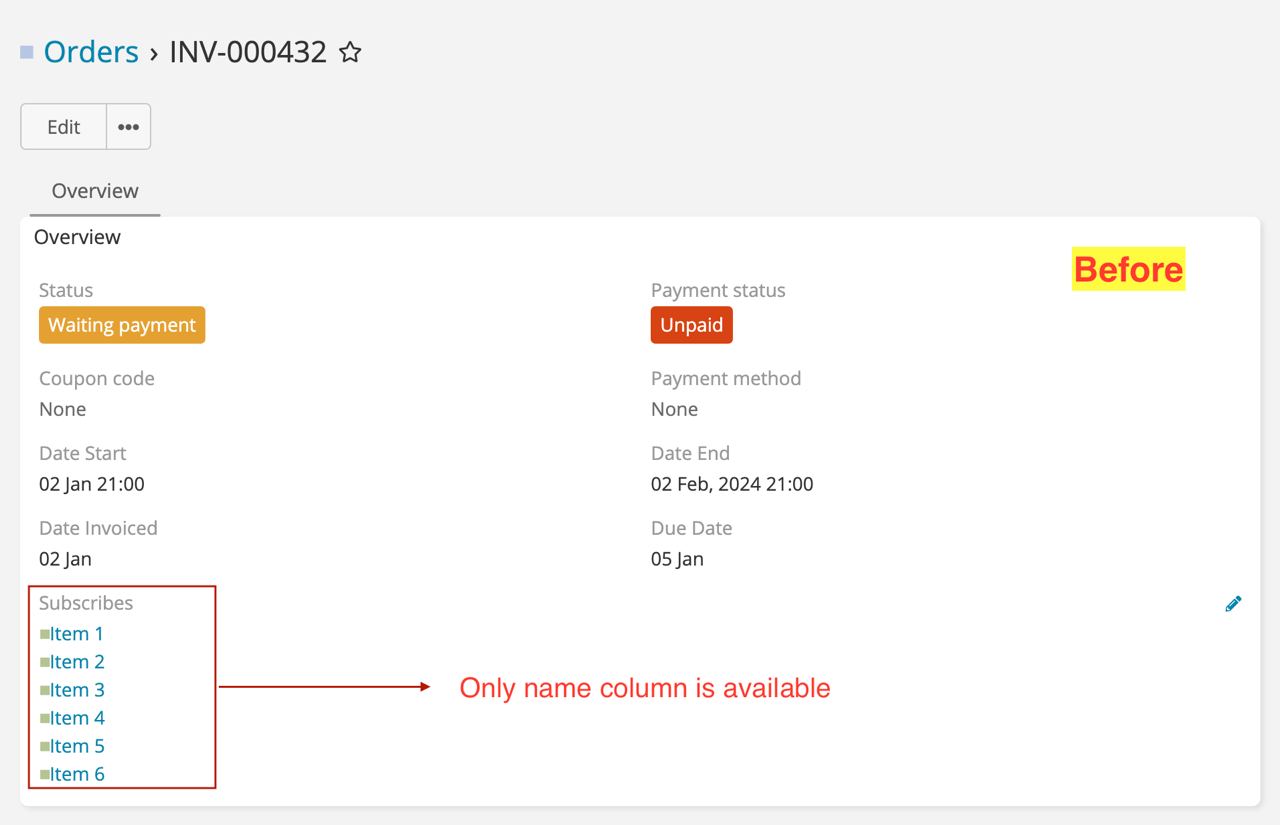 Orders › INV-000432
Edit •••
Overview
Overview
Before
Status Payment status
Waiting payment Unpaid
Coupon code Payment method
None None
Date Start Date End
02 Jan 21:00 02 Feb, 2024 21:00
Date Invoiced Due Date
02 Jan 05 Jan
Subscribes
Item 1
Item 2
Item 3
Only name column is available
Item 4
Item 5
Item 6